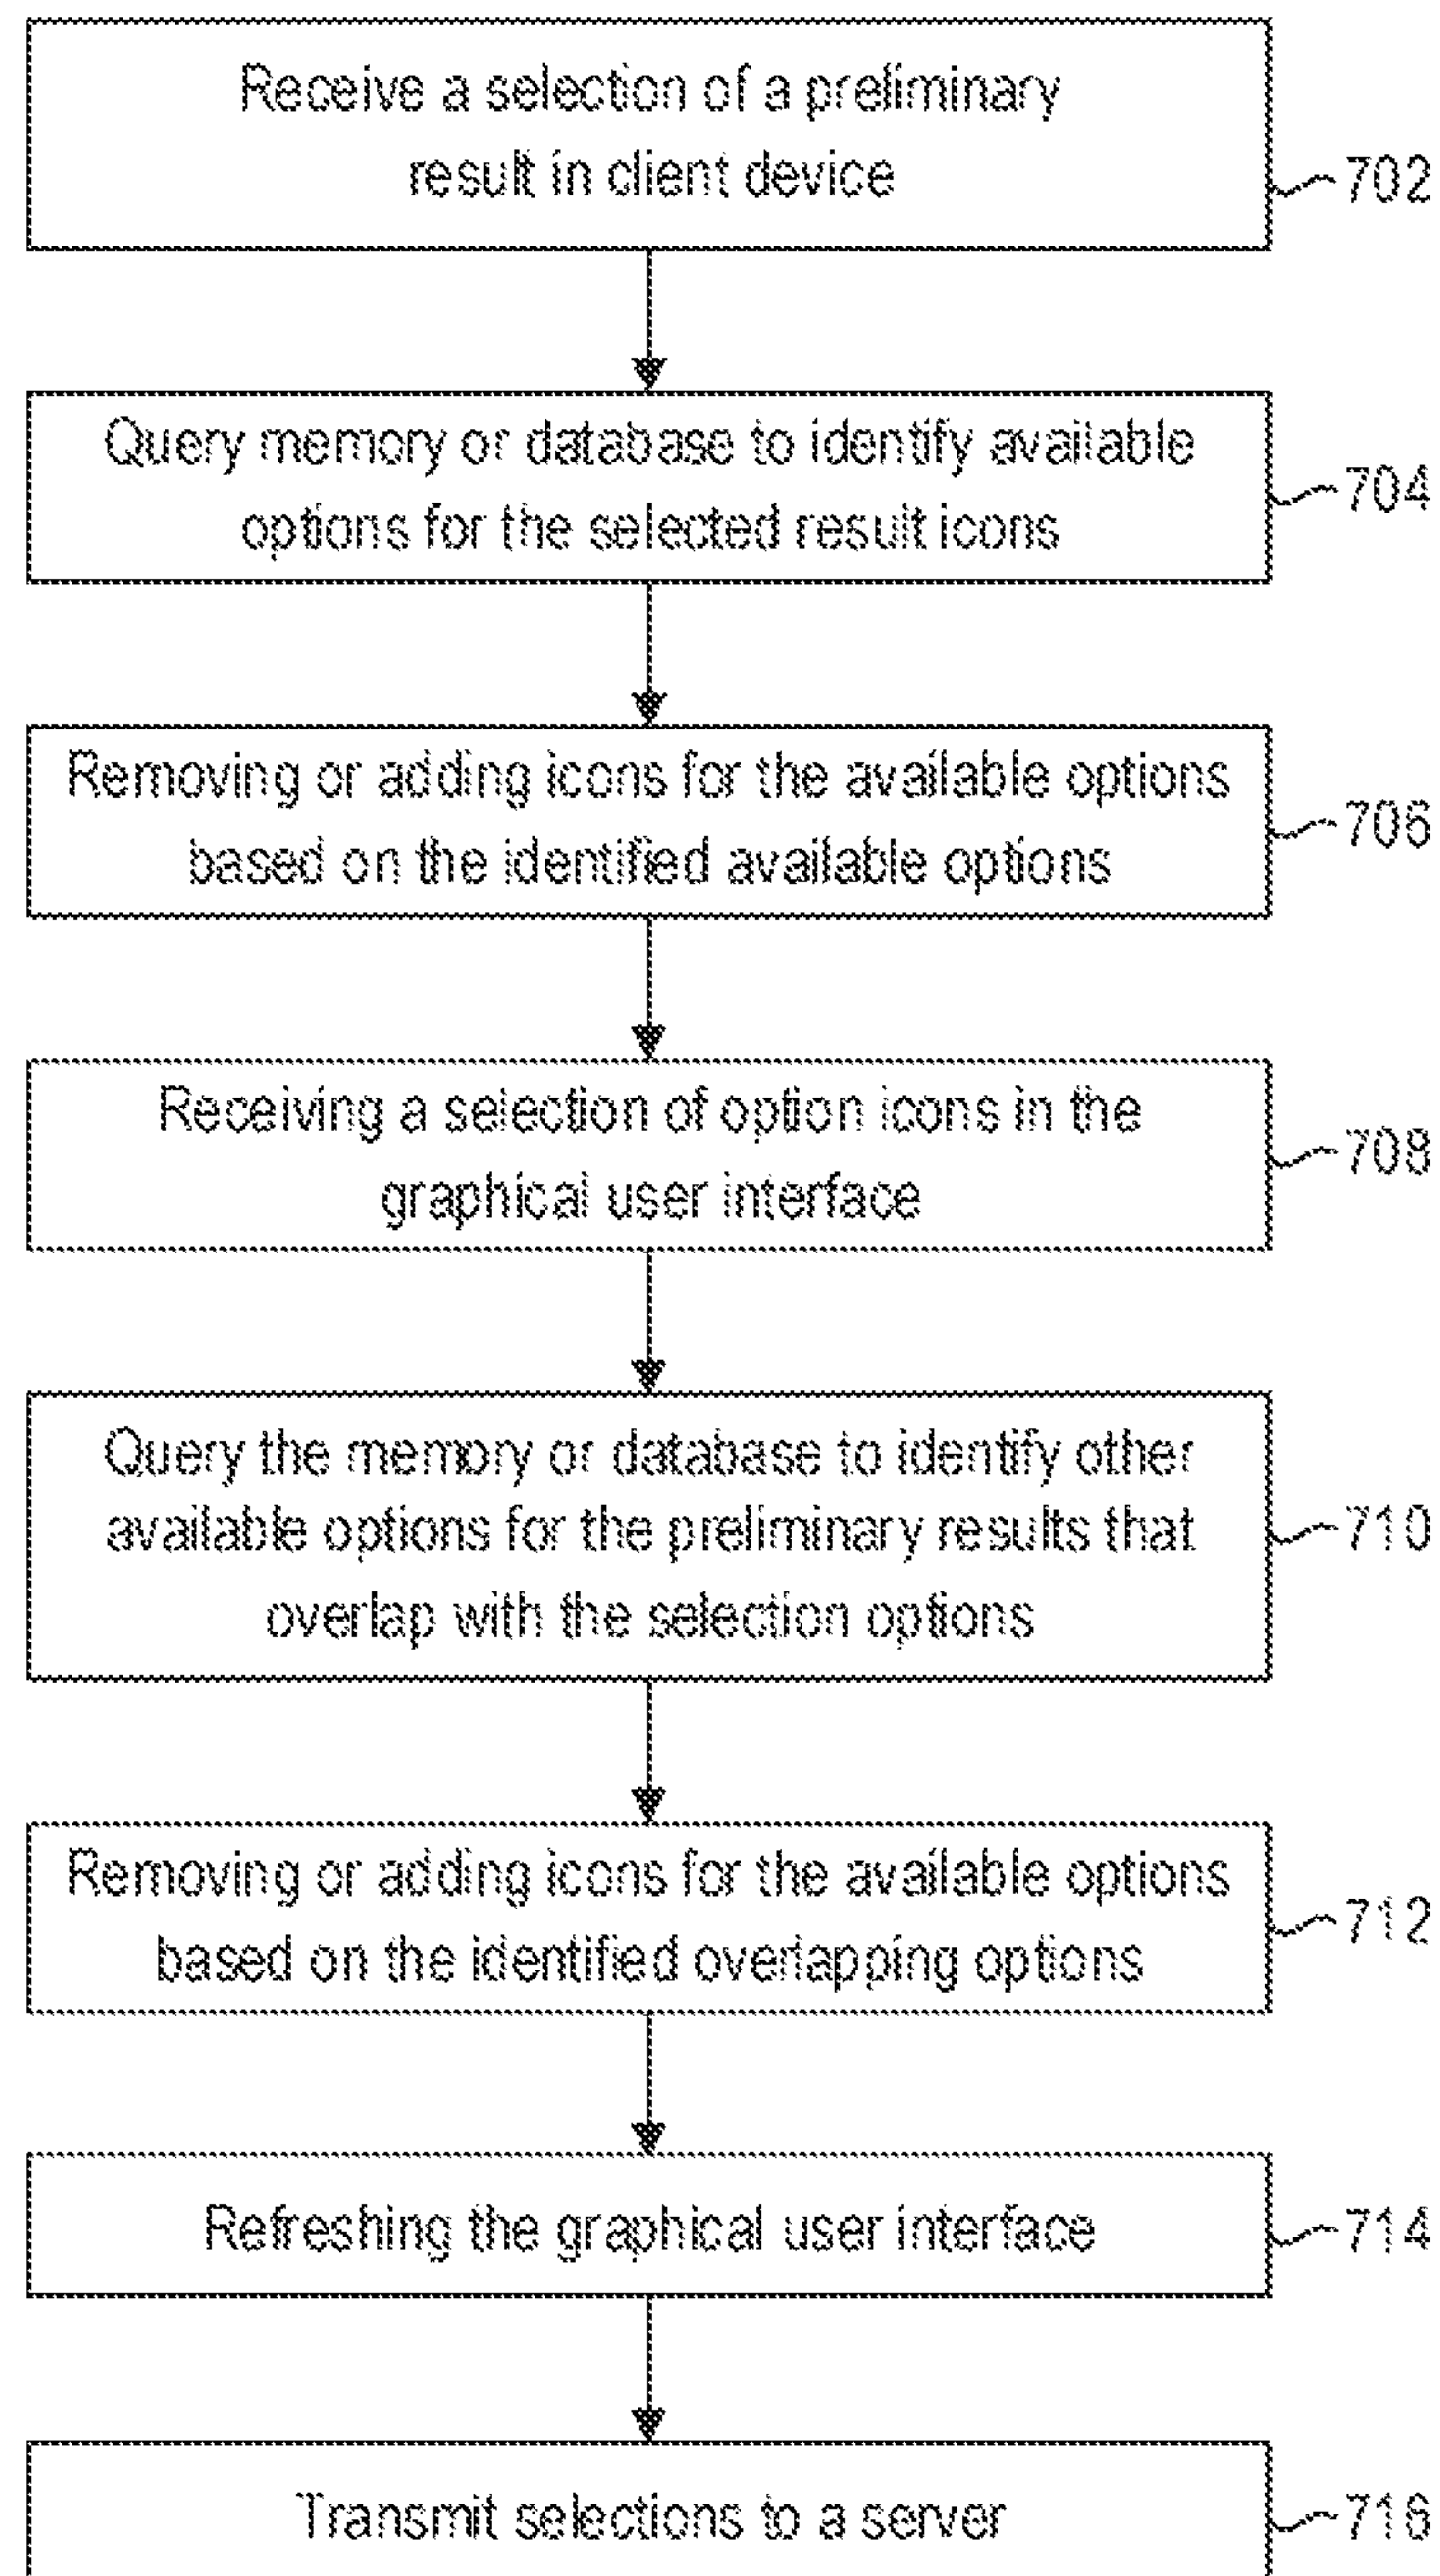 Receive a selection of a preliminary
result in client device
702
Query memory or database to identify available
options for the selected result icons
704
Removing or adding icons for the available options
based on the identified available options
706
Receiving a selection of option icons in the
graphical user interface
708
Query the memory or database to identify other
available options for the preliminary results that
overlap with the selection options
710
Removing or adding icons for the available options
based on the identified overlapping options
712
Refreshing the graphical user interface
714
Transmit selections to a server
716